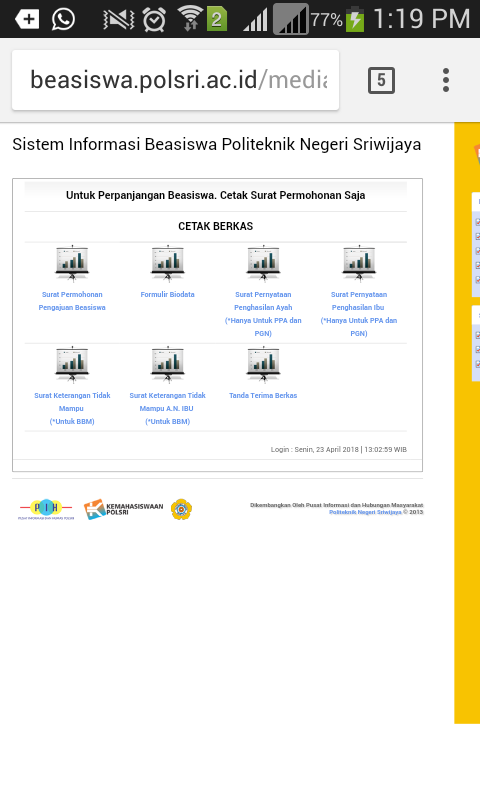 2
77%
1:19 PM
beasiswa.polsri.ac.id/media
5
Sistem Informasi Beasiswa Politeknik Negeri Sriwijaya
Untuk Perpanjangan Beasiswa. Cetak Surat Permohonan Saja
CETAK BERKAS
Surat Permohonan
Pengajuan Beasiswa
Formulir Biodata
Surat Pernyataan
Penghasilan Ayah
(*Hanya Untuk PPA dan
PGN)
Surat Pernyataan
Penghasilan Ibu
(*Hanya Untuk PPA dan
PGN)
Surat Keterangan Tidak
Mampu
(*Untuk BBM)
Surat Keterangan Tidak
Mampu A.N. IBU
(*Untuk BBM)
Tanda Terima Berkas
Login : Senin, 23 April 2018 | 13:02:59 WIB
P I H
KEMAHASISWAAN
POLSRI
Dikembangkan Oleh Pusat Informasi dan Hubungan Masyarakat
Politeknik Negeri Sriwijaya © 2013